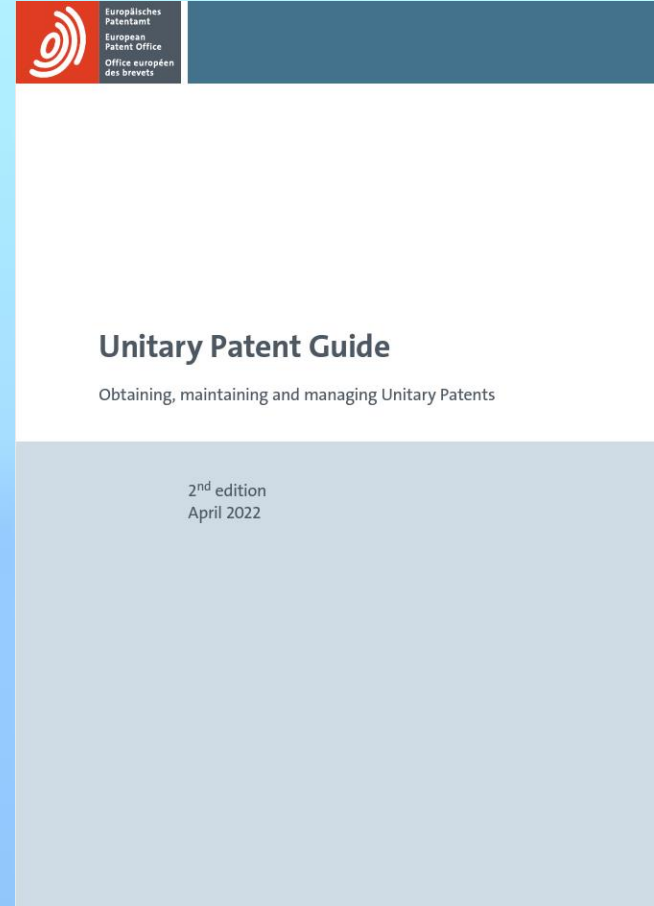 Europäisches
Patentamt
European
Patent Office
Office européen
des brevets
Unitary Patent Guide
Obtaining, maintaining and managing Unitary Patents
2nd edition
April 2022